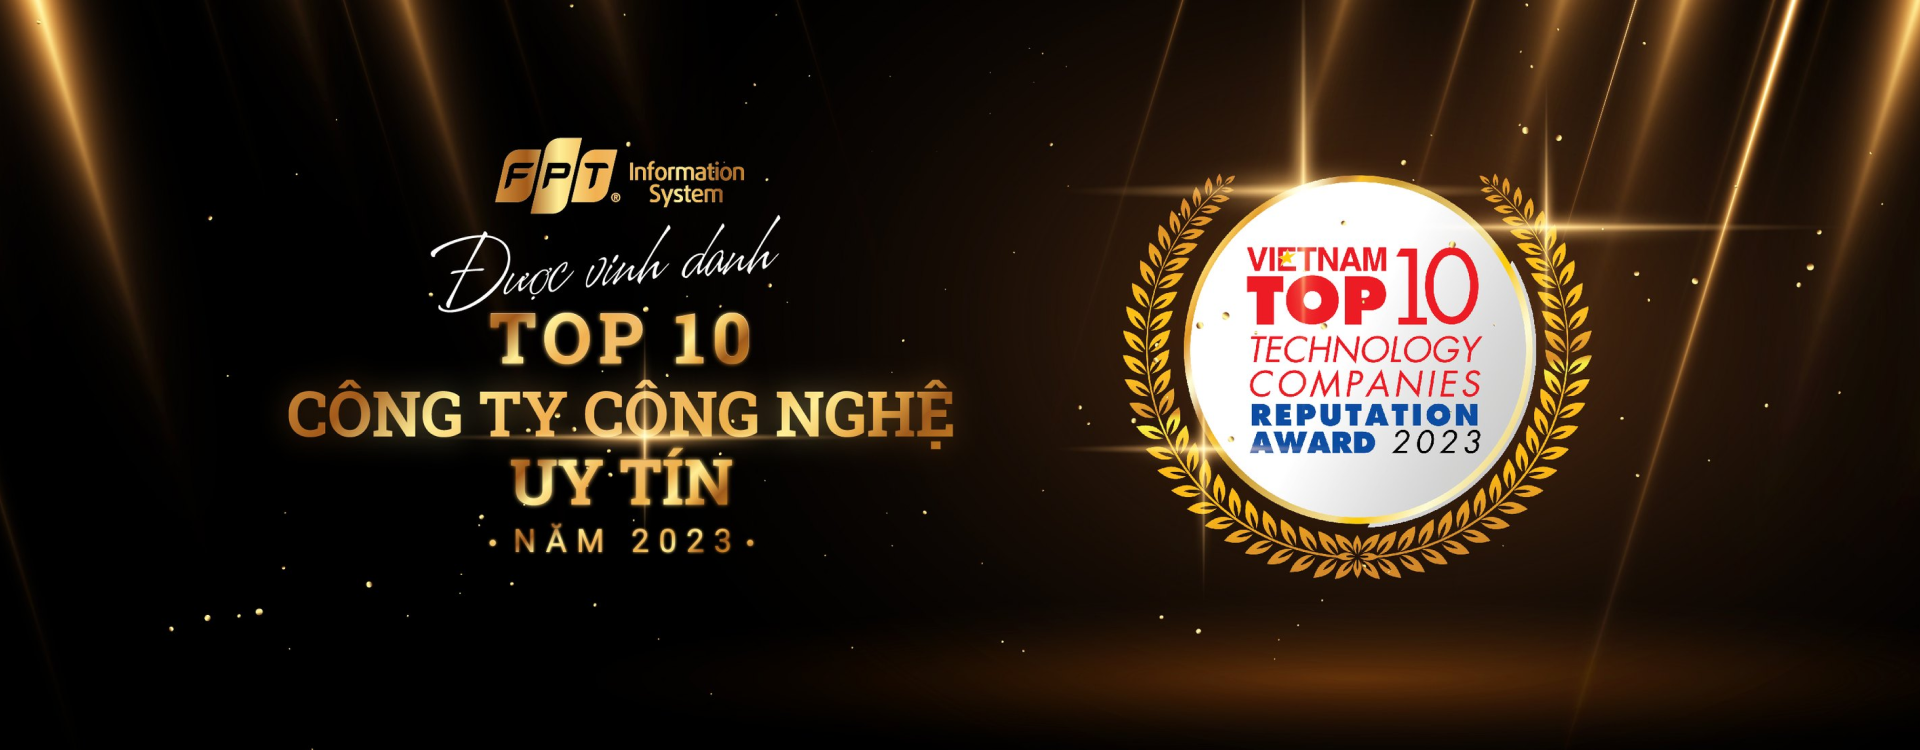 FPT® Information
System
Được vinh danh
TOP 10
CÔNG TY CÔNG NGHỆ
UY TÍN
• NĂM 2023 •
VIETNAM
TOP 10
TECHNOLOGY
COMPANIES
REPUTATION
AWARD 2023